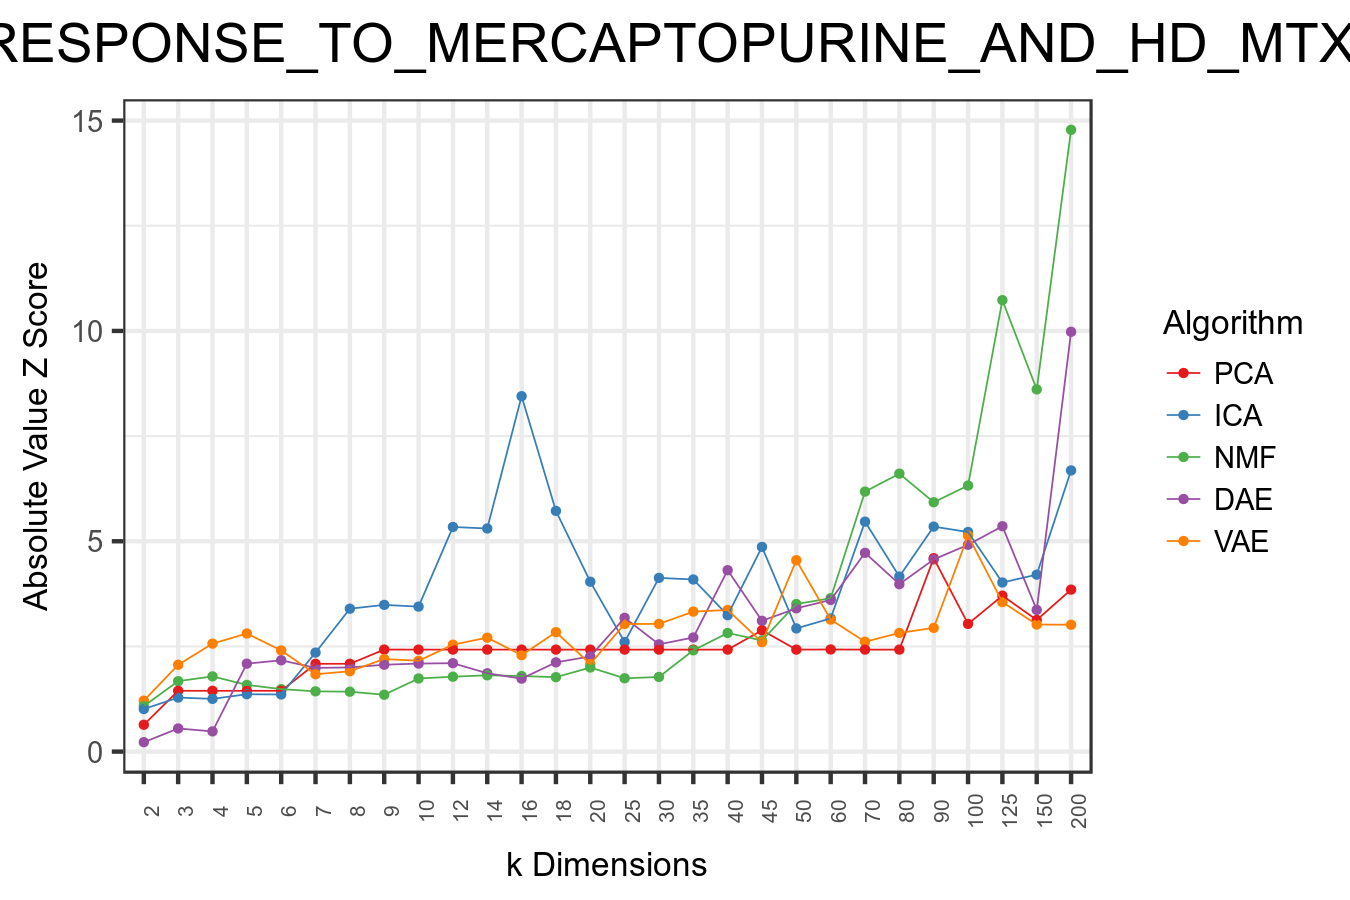 RESPONSE_TO_MERCAPTOPURINE_AND_HD_MTX
15
10
5
0
Absolute Value Z Score
2 3 4 5 6 7 8 9 10 12 14 16 18 20 25 30 35 40 45 50 60 70 80 90 100 125 150 200
k Dimensions
Algorithm
PCA
ICA
NMF
DAE
VAE